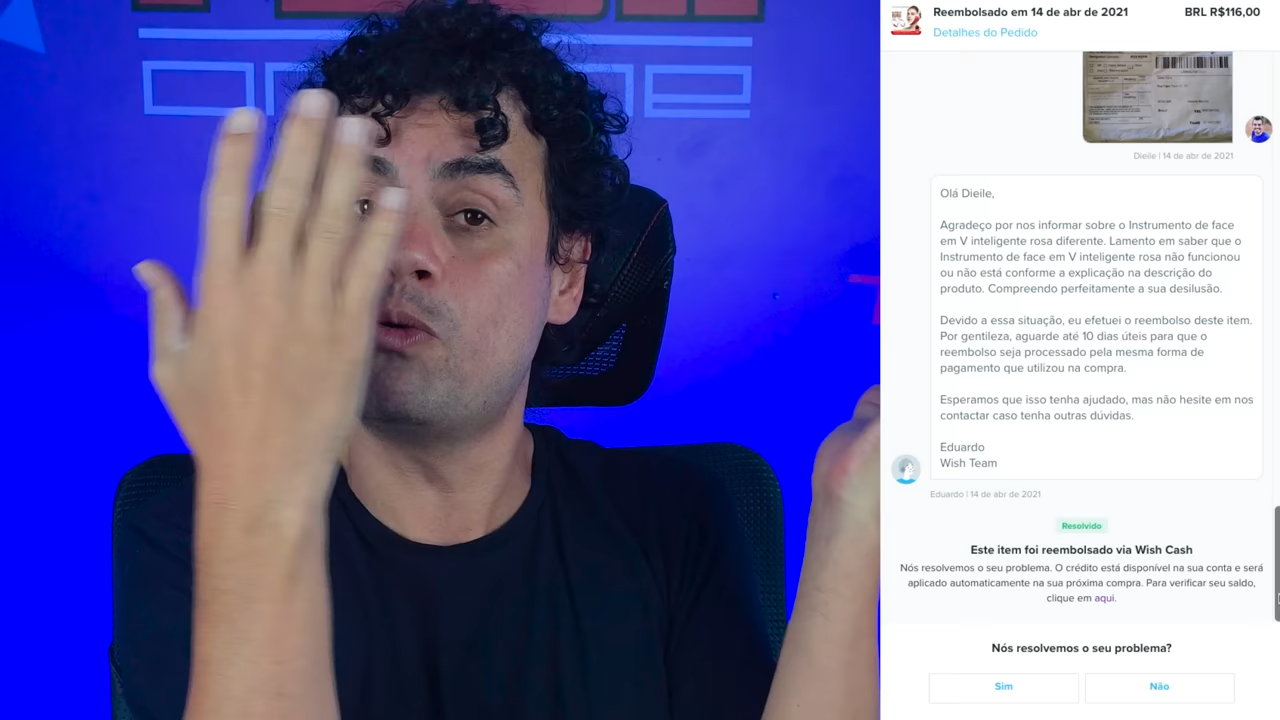 Reembolsado em 14 de abr de 2021
BRL R$116,00
Detalhes do Pedido
Dieile | 14 de abr de 2021
Olá Dieile,
Agradeço por nos informar sobre o Instrumento de face
em V inteligente rosa diferente. Lamento em saber que o
Instrumento de face em V inteligente rosa não funcionou
ou não está conforme a explicação na descrição do
produto. Compreendo perfeitamente a sua desilusão.
Devido a essa situação, eu efetuei o reembolso deste item.
Por gentileza, aguarde até 10 dias úteis para que o
reembolso seja processado pela mesma forma de
pagamento que utilizou na compra.
Esperamos que isso tenha ajudado, mas não hesite em nos
contactar caso tenha outras dúvidas.
Eduardo
Wish Team
Eduardo | 14 de abr de 2021
Resolvido
Este item foi reembolsado via Wish Cash
Nós resolvemos o seu problema. O crédito está disponível na sua conta e será
aplicado automaticamente na sua próxima compra. Para verificar seu saldo,
clique em aqui.
Nós resolvemos o seu problema?
Sim
Não